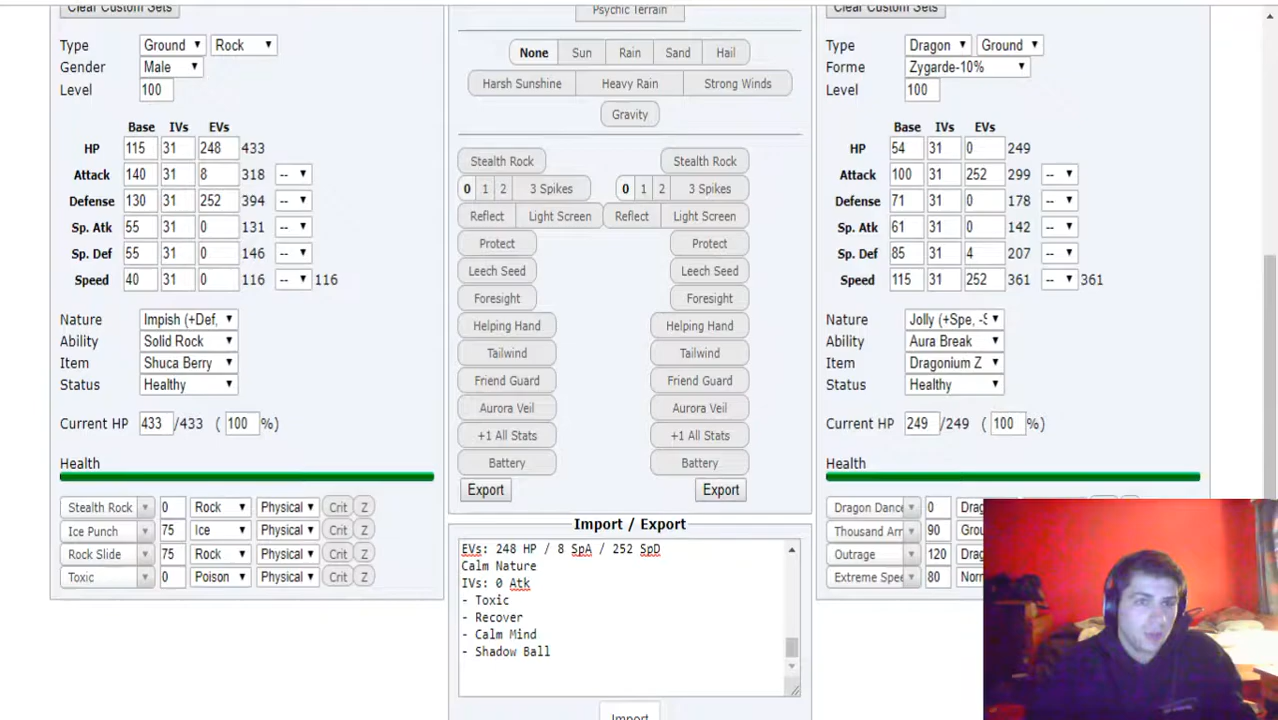 Clear Custom Sets
Psychic Terrain
Clear Custom Sets
Type Ground Rock
Gender Male
Level 100
Base IVs EVs
HP 115 31 248 433
Attack 140 31 8 318 --
Defense 130 31 252 394 --
Sp. Atk 55 31 0 131 --
Sp. Def 55 31 0 146 --
Speed 40 31 0 116 -- 116
Nature Impish (+Def,
Ability Solid Rock
Item Shuca Berry
Status Healthy
Current HP 433 /433 ( 100 %)
Health
Stealth Rock 0 Rock Physical Crit Z
Ice Punch 75 Ice Physical Crit Z
Rock Slide 75 Rock Physical Crit Z
Toxic 0 Poison Physical Crit Z
None Sun Rain Sand Hail
Harsh Sunshine Heavy Rain Strong Winds
Gravity
Stealth Rock Stealth Rock
0 1 2 3 Spikes 0 1 2 3 Spikes
Reflect Light Screen Reflect Light Screen
Protect Protect
Leech Seed Leech Seed
Foresight Foresight
Helping Hand Helping Hand
Tailwind Tailwind
Friend Guard Friend Guard
Aurora Veil Aurora Veil
+1 All Stats +1 All Stats
Battery Battery
Export Export
Import / Export
EVs: 248 HP / 8 SpA / 252 SpD
Calm Nature
IVs: 0 Atk
- Toxic
- Recover
- Calm Mind
- Shadow Ball
Import
Type Dragon Ground
Forme Zygarde-10%
Level 100
Base IVs EVs
HP 54 31 0 249
Attack 100 31 252 299 --
Defense 71 31 0 178 --
Sp. Atk 61 31 0 142 --
Sp. Def 85 31 4 207 --
Speed 115 31 252 361 -- 361
Nature Jolly (+Spe, -S
Ability Aura Break
Item Dragonium Z
Status Healthy
Current HP 249 /249 ( 100 %)
Health
Dragon Dance 0 Drag
Thousand Arr 90 Grou
Outrage 120 Drag
Extreme Spee 80 Norm